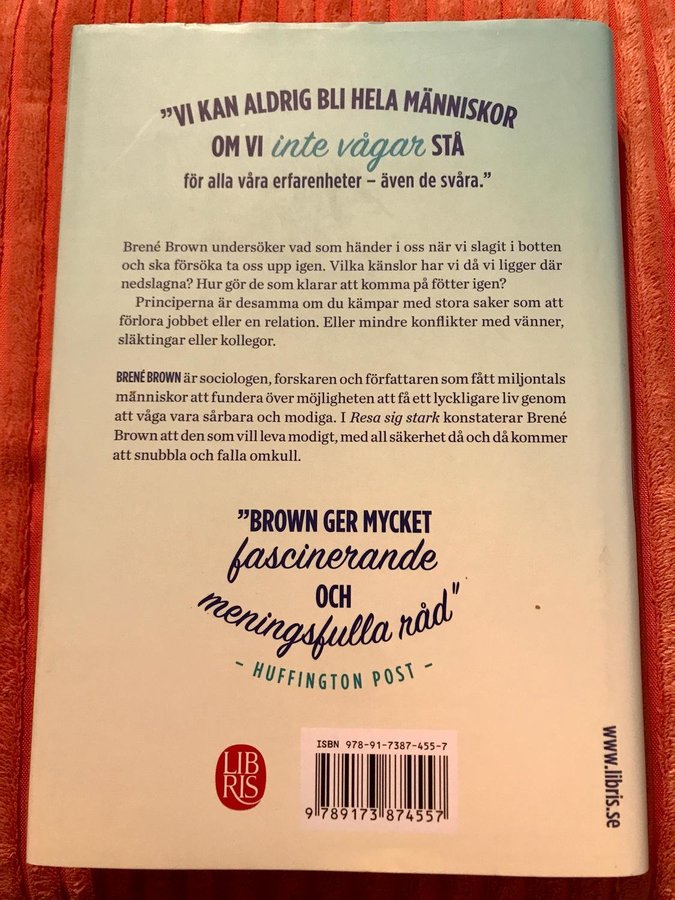 ”VI KAN ALDRIG BLI HELA MÄNNISKOR
OM VI inte vågar STÅ
för alla våra erfarenheter – även de svåra.”
Brené Brown undersöker vad som händer i oss när vi slagit i botten
och ska försöka ta oss upp igen. Vilka känslor har vi då vi ligger där
nedslagna? Hur gör de som klarar att komma på fötter igen?
Principerna är desamma om du kämpar med stora saker som att
förlora jobbet eller en relation. Eller mindre konflikter med vänner,
släktingar eller kollegor.
BRENÉ BROWN är sociologen, forskaren och författaren som fått miljontals
människor att fundera över möjligheten att få ett lyckligare liv genom
att våga vara sårbara och modiga. I Resa sig stark konstaterar Brené
Brown att den som vill leva modigt, med all säkerhet då och då kommer
att snubbla och falla omkull.
”BROWN GER MYCKET
fascinerande
OCH
meningsfulla råd”
– HUFFINGTON POST –
LIB
RIS
ISBN 978-91-7387-455-7
9 789173 874557
www.libris.se